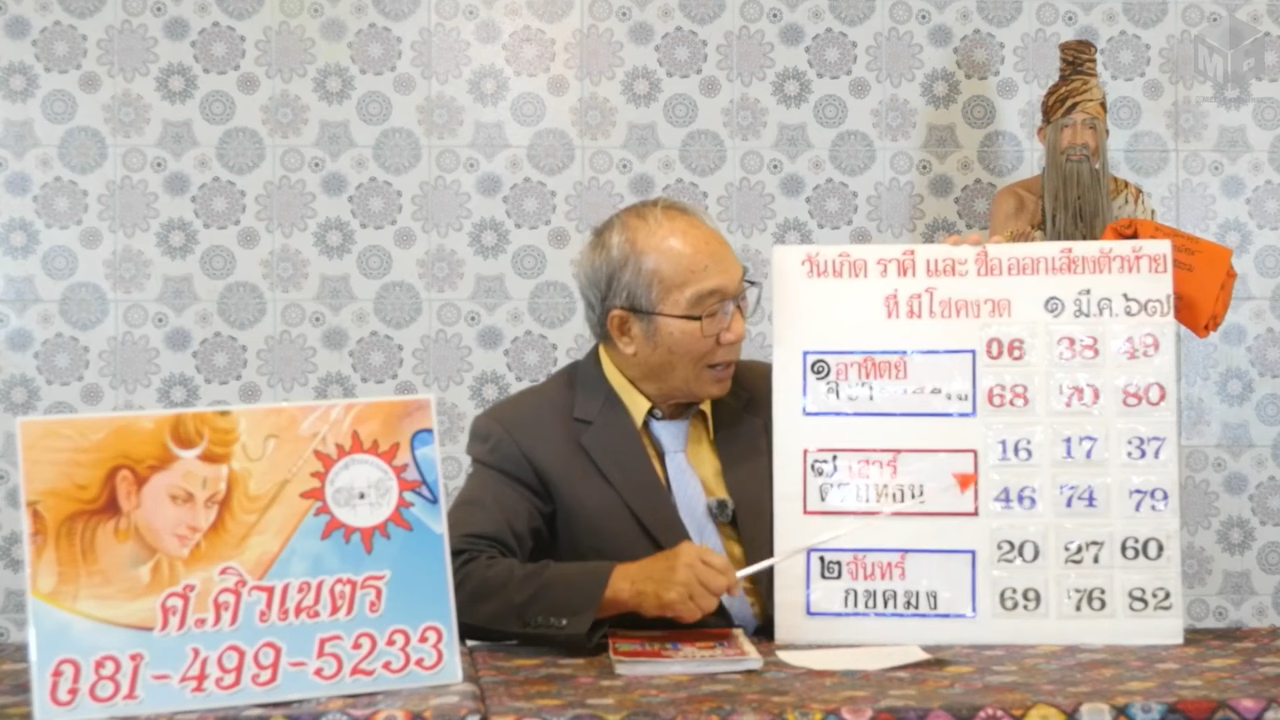 วันเกิด ราศี และ ชื่อ ออกเสียงตัวท้าย
ที่ มีโชคงวด ๑ มี.ค.๖๗
๑ อาทิตย์
06 38 49
68 70 80
๗ เสาร์
16 17 37
46 74 79
๒ จันทร์
กขคฆง
20 27 60
69 76 82
ศ.ศิวเนตร
081-499-5233